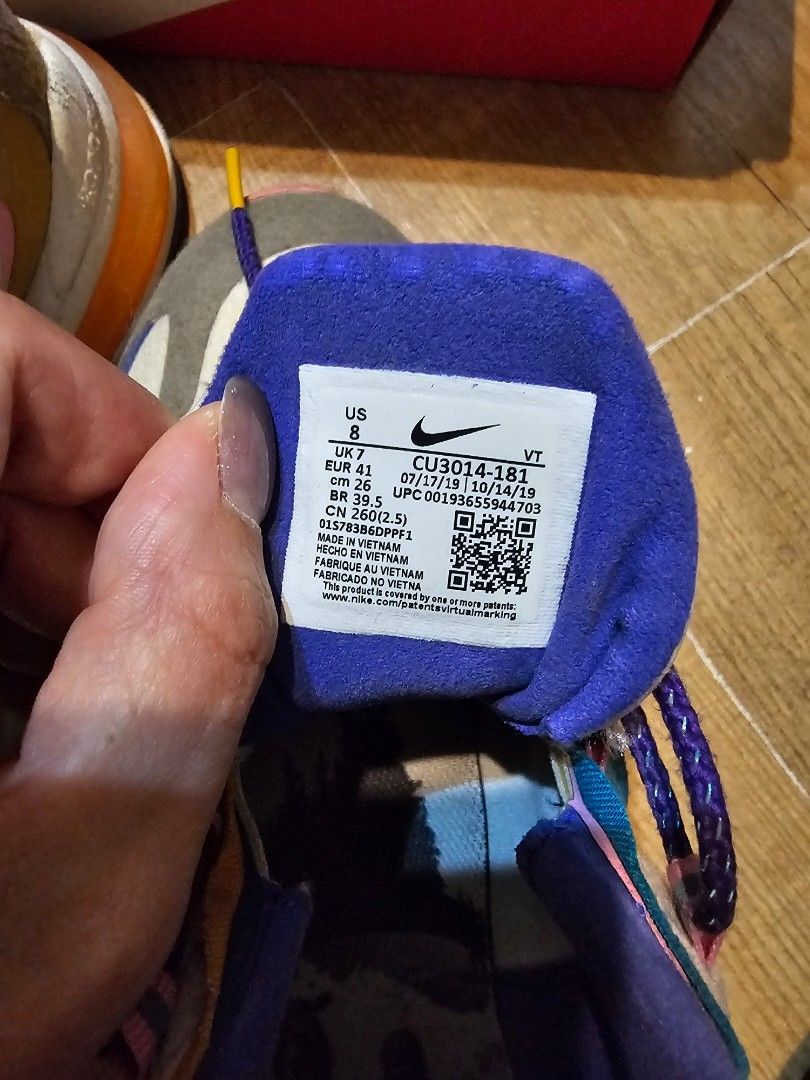 US
8
VT
UK 7
EUR 41
cm 26
BR 39.5
CN 260(2.5)
CU3014-181
07/17/19 | 10/14/19
UPC 00193655944703
01S783B6DPPF1
MADE IN VIETNAM
HECHO EN VIETNAM
FABRIQUE AU VIETNAM
FABRICADO NO VIETNA
This product is covered by one or more patents:
www.nike.com/patentsvirtualmarking